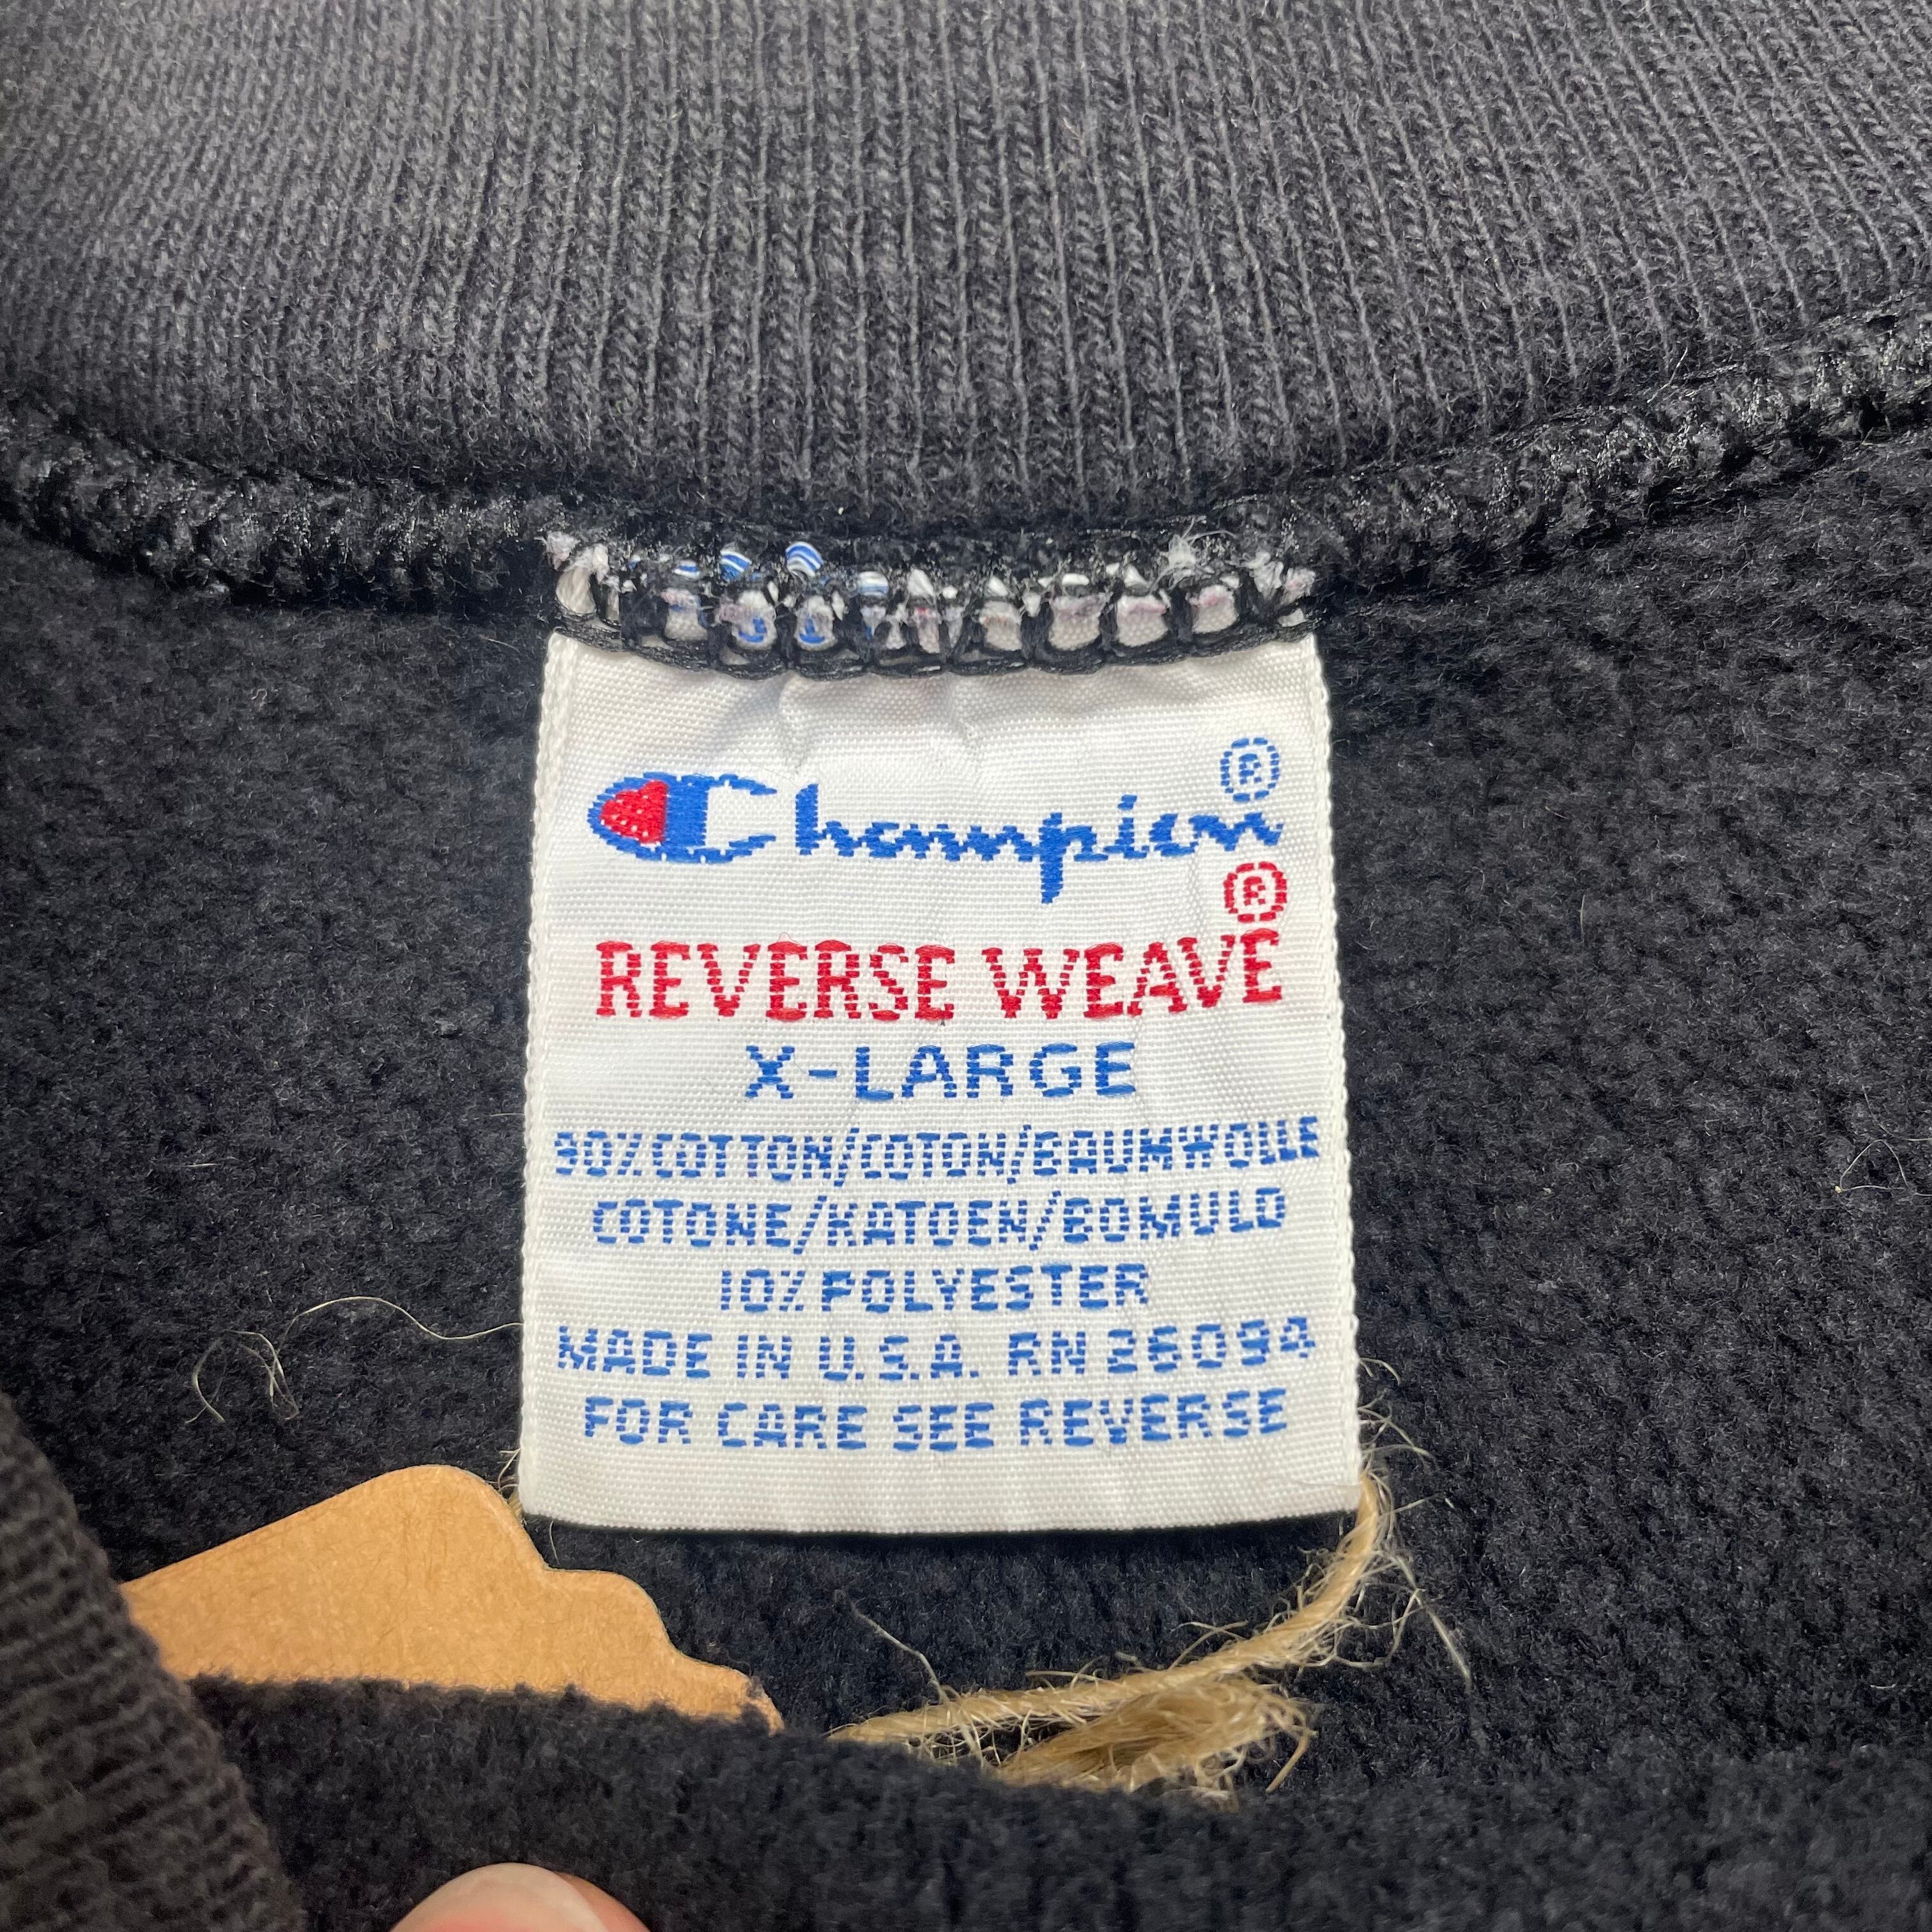 Champion®
REVERSE WEAVE®
X-LARGE
90% COTTON/COTON/BAUMWOLLE
COTONE/KATOEN/BOMULD
10% POLYESTER
MADE IN U.S.A. RN 26094
FOR CARE SEE REVERSE